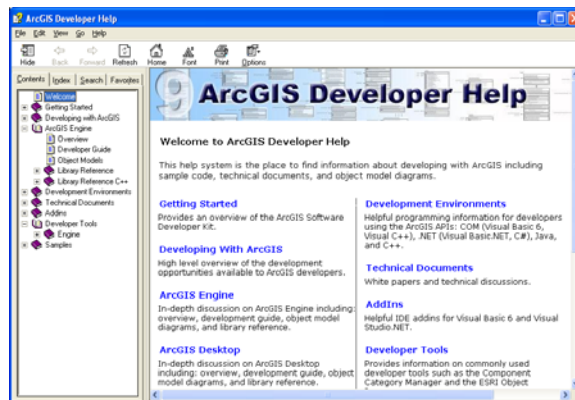 ArcGIS Developer Help
File Edit View Go Help
Hide Back Forward Refresh Home Font Print Options
Contents Index Search Favorites
Welcome
Getting Started
Developing with ArcGIS
ArcGIS Engine
Overview
Developer Guide
Object Models
Library Reference
Library Reference C++
Development Environments
Technical Documents
Addins
Developer Tools
Engine
Samples
9 ArcGIS Developer Help
Welcome to ArcGIS Developer Help
This help system is the place to find information about developing with ArcGIS including
sample code, technical documents, and object model diagrams.
Getting Started
Provides an overview of the ArcGIS Software
Developer Kit.
Developing With ArcGIS
High level overview of the development
opportunities available to ArcGIS developers.
ArcGIS Engine
In-depth discussion on ArcGIS Engine including:
overview, development guide, object model
diagrams, and library reference.
ArcGIS Desktop
In-depth discussion on ArcGIS Desktop
including: overview, development guide, object
model diagrams, and library reference.
Development Environments
Helpful programming information for developers
using the ArcGIS APIs: COM (Visual Basic 6,
Visual C++), .NET (Visual Basic.NET, C#), Java,
and C++.
Technical Documents
White papers and technical discussions.
AddIns
Helpful IDE addins for Visual Basic 6 and Visual
Studio.NET.
Developer Tools
Provides information on commonly used
developer tools such as the Component
Category Manager and the ESRI Object